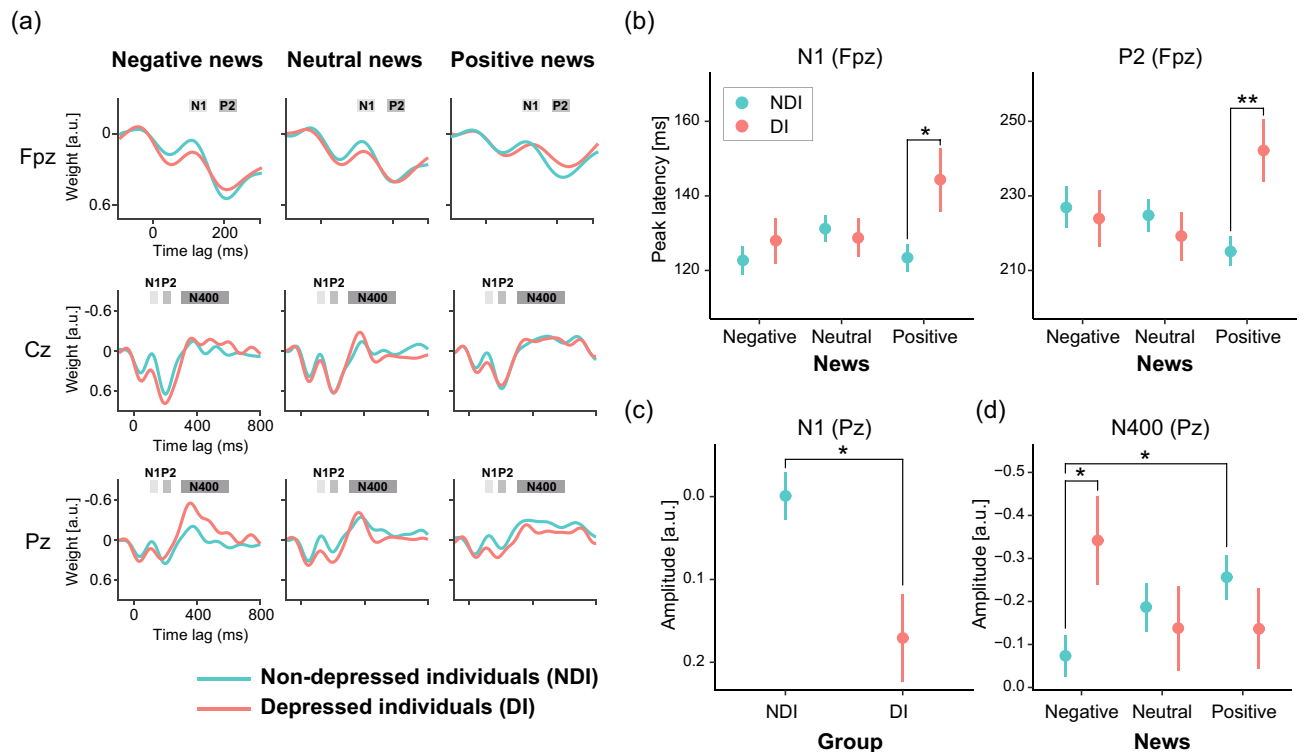 (a)
Negative news Neutral news Positive news
N1 P2 N1 P2 N1 P2
Fpz
Weight [a.u.]
0
0.6
0 200
Time lag (ms)
N1P2 N400 N1P2 N400 N1P2 N400
Cz
Weight [a.u.]
-0.6
0
0.6
0 400 800
Time lag (ms)
N1P2 N400 N1P2 N400 N1P2 N400
Pz
Weight [a.u.]
-0.6
0
0.6
0 400 800
Time lag (ms)
Non-depressed individuals (NDI)
Depressed individuals (DI)
(b)
N1 (Fpz)
NDI
DI
*
Peak latency [ms]
160
140
120
Negative Neutral Positive
News
P2 (Fpz)
**
250
230
210
Negative Neutral Positive
News
(c)
N1 (Pz)
*
Amplitude [a.u.]
0.0
0.1
0.2
NDI DI
Group
(d)
N400 (Pz)
*
*
Amplitude [a.u.]
−0.5
−0.4
−0.3
−0.2
−0.1
0.0
Negative Neutral Positive
News